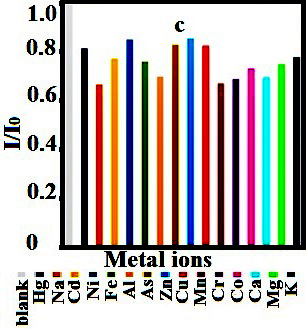 1.0
c
0.8
I/I0
0.6
0.4
0.2
0
Metal ions
blank
Hg
Na
Cd
Ni
Fe
Al
As
Zn
Cu
Mn
Cr
Co
Ca
Mg
K